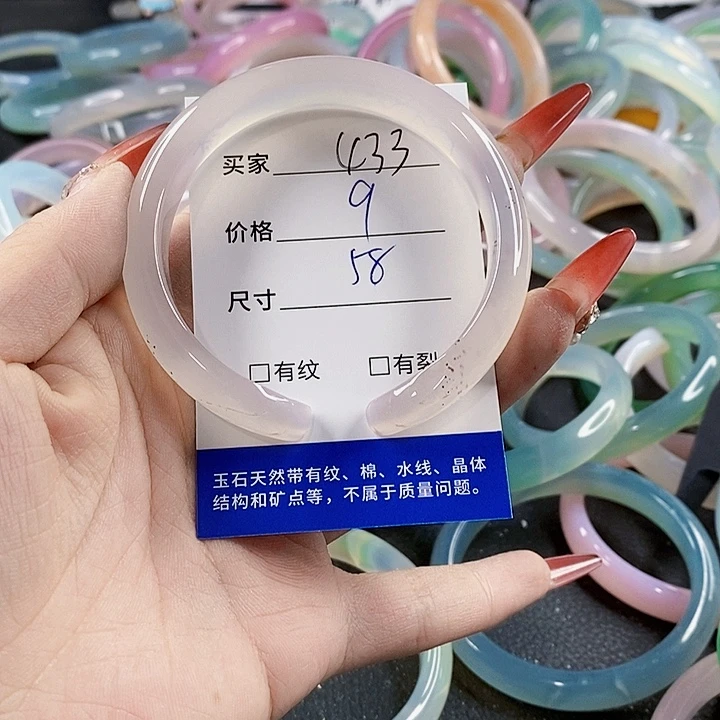 买家 433
价格 9
尺寸 58
□有纹 □有裂
玉石天然带有纹、棉、水线、晶体
结构和矿点等，不属于质量问题。